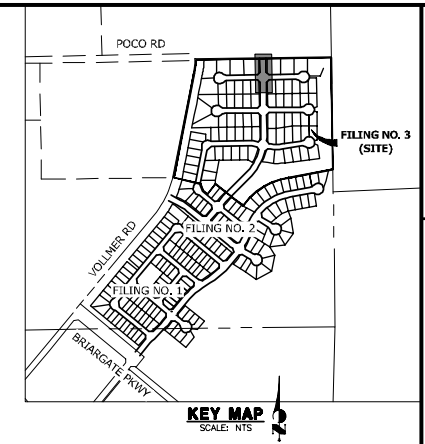 POCO RD
FILING NO. 3
(SITE)
VOLLMER RD
FILING NO. 2
FILING NO. 1
BRIARGATE PKWY
KEY MAP
SCALE: NTS
N